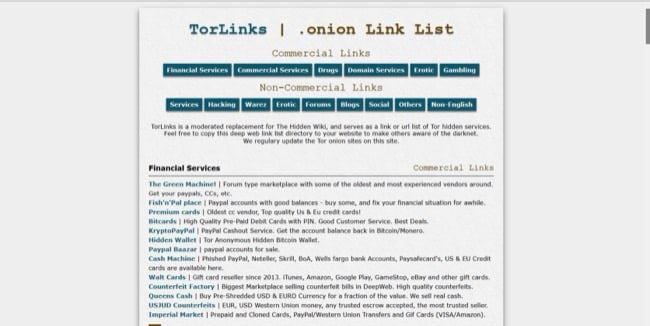 TorLinks | .onion Link List
Commercial Links
Financial Services Commercial Services Drugs Domain Services Erotic Gambling
Non-Commercial Links
Services Hacking Warez Erotic Forums Blogs Social Others Non-English
TorLinks is a moderated replacement for The Hidden Wiki, and serves as a link or url list of Tor hidden services.
Feel free to copy this deep web link list directory to your website to make others aware of the darknet.
We regulary update the Tor onion sites on this site.
Financial Services Commercial Links
The Green Machine! | Forum type marketplace with some of the oldest and most experienced vendors around.
Get your paypals, CCs, etc.
Fish'n'Pal place | Paypal accounts with good balances - buy some, and fix your financial situation for awhile.
Premium cards | Oldest cc vendor, Top quality Us & Eu credit cards!
Bitcards | High Quality Pre-Paid Debit Cards with PIN. Good Customer Service. Best Deals.
KryptoPayPal | PayPal Cashout Service. Get the account balance back in Bitcoin/Monero.
Hidden Wallet | Tor Anonymous Hidden Bitcoin Wallet.
Paypal Baazar | paypal accounts for sale.
Cash Machine | Phished PayPal, Neteller, Skrill, BoA, Wells fargo bank Accounts, Paysafecard's, US & EU Credit
cards are available here.
Walt Cards | Gift card reseller since 2013. iTunes, Amazon, Google Play, GameStop, eBay and other gift cards.
Counterfeit Factory | Biggest Marketplace selling counterfeit bills in DeepWeb. High quality counterfeits.
Queens Cash | Buy Pre-Shredded USD & EURO Currency for a fraction of the value. We sell real cash.
USJUD Counterfeits | EUR, USD Western Union money, any trusted escrow accepted, the most trusted seller.
Imperial Market | Prepaid and Cloned Cards, PayPal/Western Union Transfers and Gif Cards (VISA/Amazon).